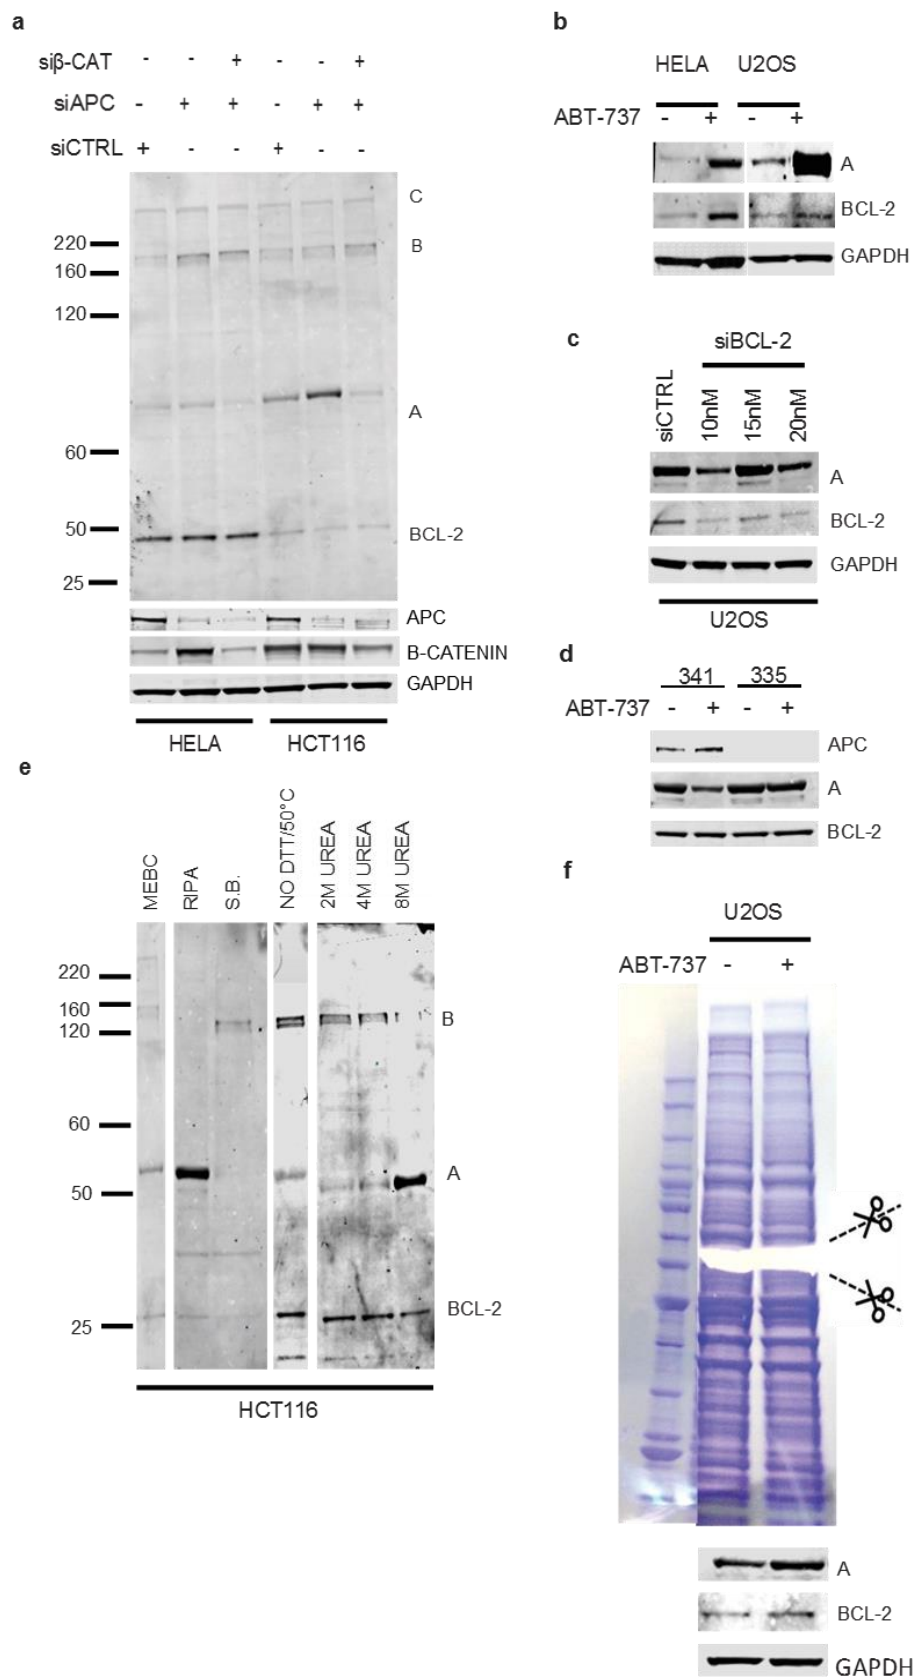 a
siβ-CAT - - + - - +
siAPC - + + - + +
siCTRL + - - + - -
C
220
B
160
120
A
60
50
BCL-2
25
APC
B-CATENIN
GAPDH
HELA HCT116
b
HELA U2OS
ABT-737 - + - +
A
BCL-2
GAPDH
c
siBCL-2
siCTRL 10nM 15nM 20nM
A
BCL-2
GAPDH
U2OS
d
341 335
ABT-737 - + - +
APC
A
BCL-2
e
MEBC RIPA S.B. NO DTT/50°C 2M UREA 4M UREA 8M UREA
220
160
B
120
60
A
50
BCL-2
25
HCT116
f
U2OS
ABT-737 - +
A
BCL-2
GAPDH